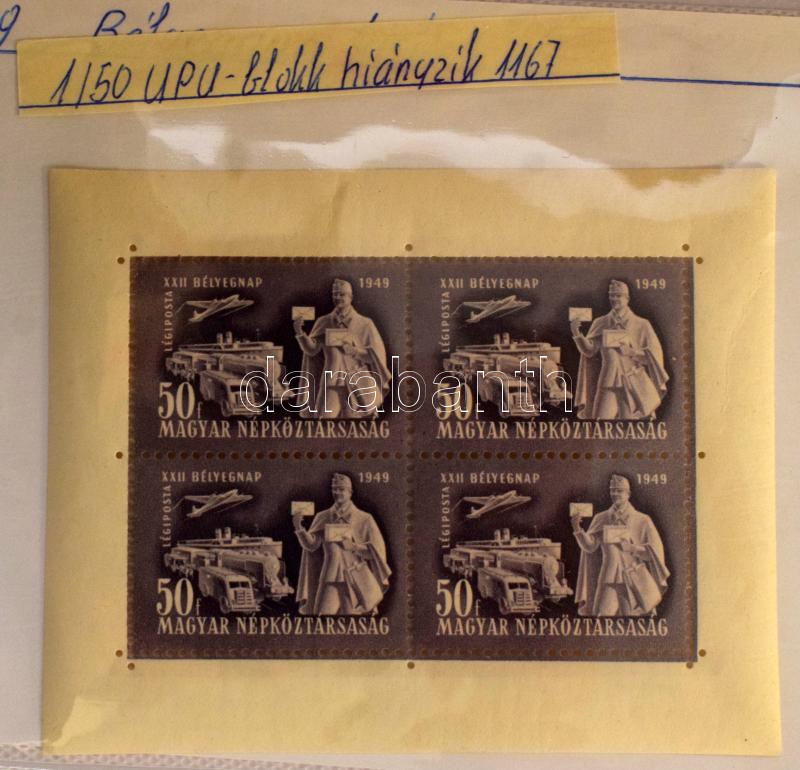 9
1/50 UPU-blokk hiányzik 1167
XXII BÉLYEGNAP 1949
LÉGIPOSTA
50f
MAGYAR NÉPKÖZTÁRSASÁG
XXII BÉLYEGNAP 1949
LÉGIPOSTA
50f
MAGYAR NÉPKÖZTÁRSASÁG
darabanth
XXII BÉLYEGNAP 1949
LÉGIPOSTA
50f
MAGYAR NÉPKÖZTÁRSASÁG
XXII BÉLYEGNAP 1949
LÉGIPOSTA
50f
MAGYAR NÉPKÖZTÁRSASÁG